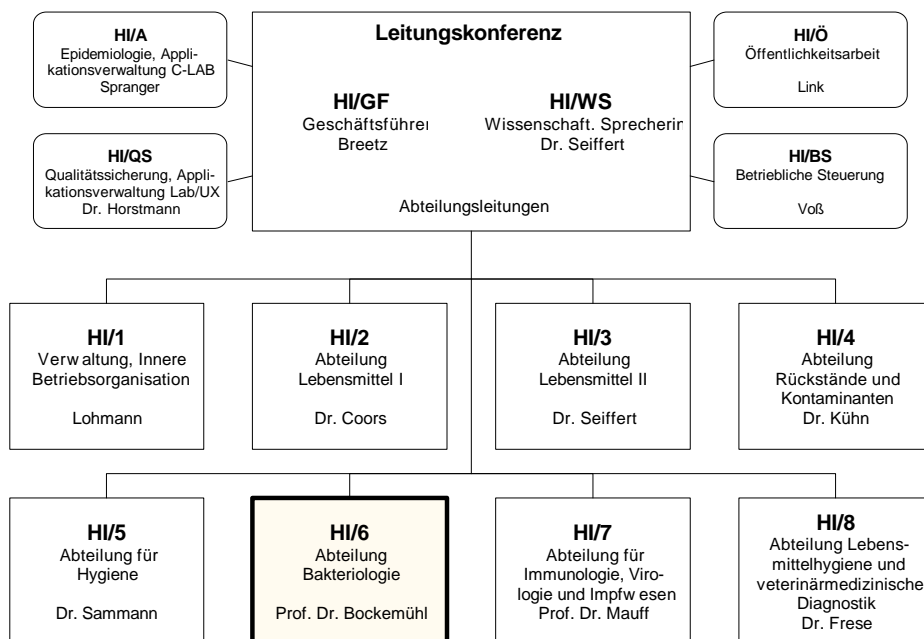 HI/A
Epidemiologie, Appli-
kationsverwaltung C-LAB
Spranger
HI/QS
Qualitätssicherung, Appli-
kationsverwaltung Lab/UX
Dr. Horstmann
Leitungskonferenz
HI/GF
Geschäftsführer
Breetz
HI/WS
Wissenschaft. Sprecherin
Dr. Seiffert
Abteilungsleitungen
HI/Ö
Öffentlichkeitsarbeit
Link
HI/BS
Betriebliche Steuerung
Voß
HI/1
Verwaltung, Innere
Betriebsorganisation
Lohmann
HI/2
Abteilung
Lebensmittel I
Dr. Coors
HI/3
Abteilung
Lebensmittel II
Dr. Seiffert
HI/4
Abteilung
Rückstände und
Kontaminanten
Dr. Kühn
HI/5
Abteilung für
Hygiene
Dr. Sammann
HI/6
Abteilung
Bakteriologie
Prof. Dr. Bockemühl
HI/7
Abteilung für
Immunologie, Viro-
logie und Impfwesen
Prof. Dr. Mauff
HI/8
Abteilung Lebens-
mittelhygiene und
veterinärmedizinische
Diagnostik
Dr. Frese